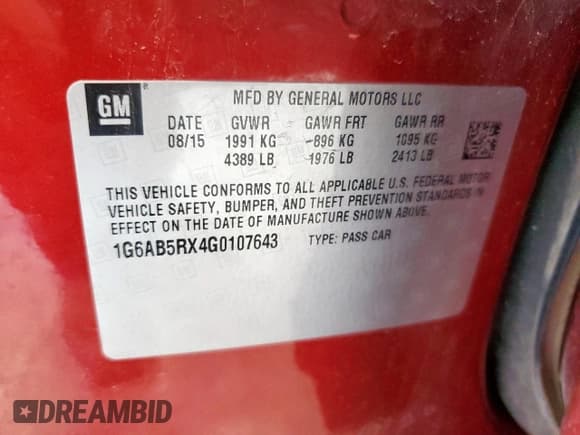 GM
®
MFD BY GENERAL MOTORS LLC
DATE GVWR GAWR FRT GAWR RR
08/15 1991 KG 896 KG 1095 KG
4389 LB 1976 LB 2413 LB
THIS VEHICLE CONFORMS TO ALL APPLICABLE U.S. FEDERAL MOTOR
VEHICLE SAFETY, BUMPER, AND THEFT PREVENTION STANDARDS IN
EFFECT ON THE DATE OF MANUFACTURE SHOWN ABOVE.
1G6AB5RX4G0107643 TYPE: PASS CAR
DREAMBID